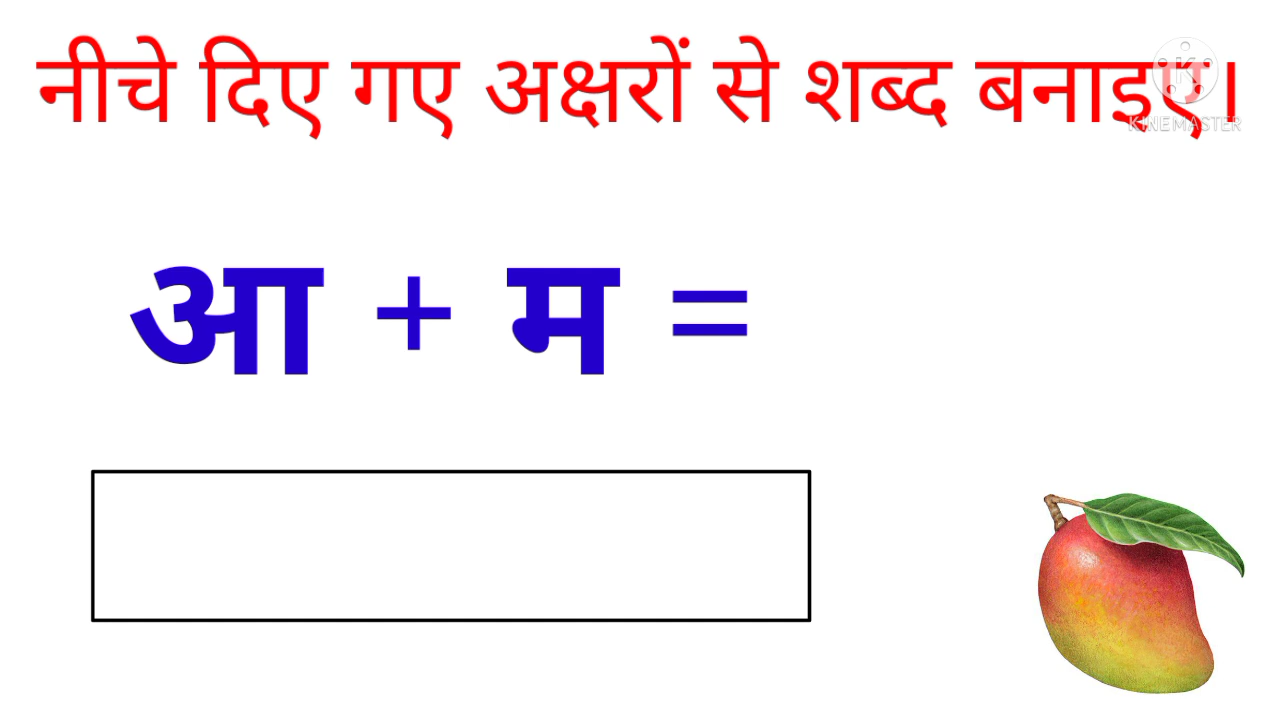 नीचे दिए गए अक्षरों से शब्द बनाइए।
KINEMASTER
आ + म =